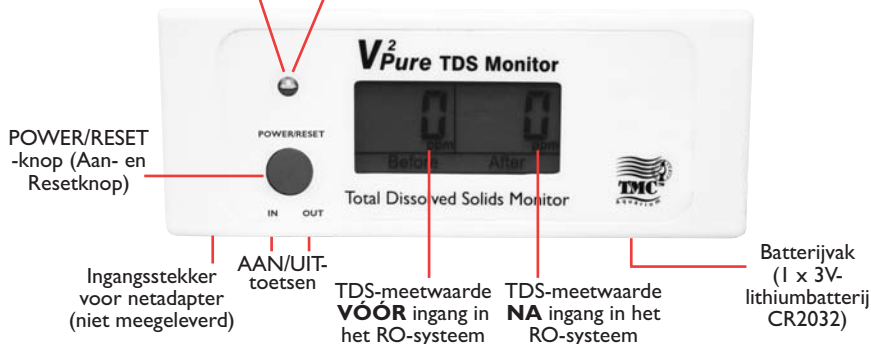 V²Pure TDS Monitor
POWER/RESET
0 ppm 0 ppm
Before After
IN OUT
Total Dissolved Solids Monitor
TMC
Aquarium
POWER/RESET
-knop (Aan- en
Resetknop)
Ingangsstekker
voor netadapter
(niet meegeleverd)
AAN/UIT-
toetsen
TDS-meetwaarde
VÓÓR ingang in
het RO-systeem
TDS-meetwaarde
NA ingang in het
RO-systeem
Batterijvak
(1 x 3V-
lithiumbatterij
CR2032)